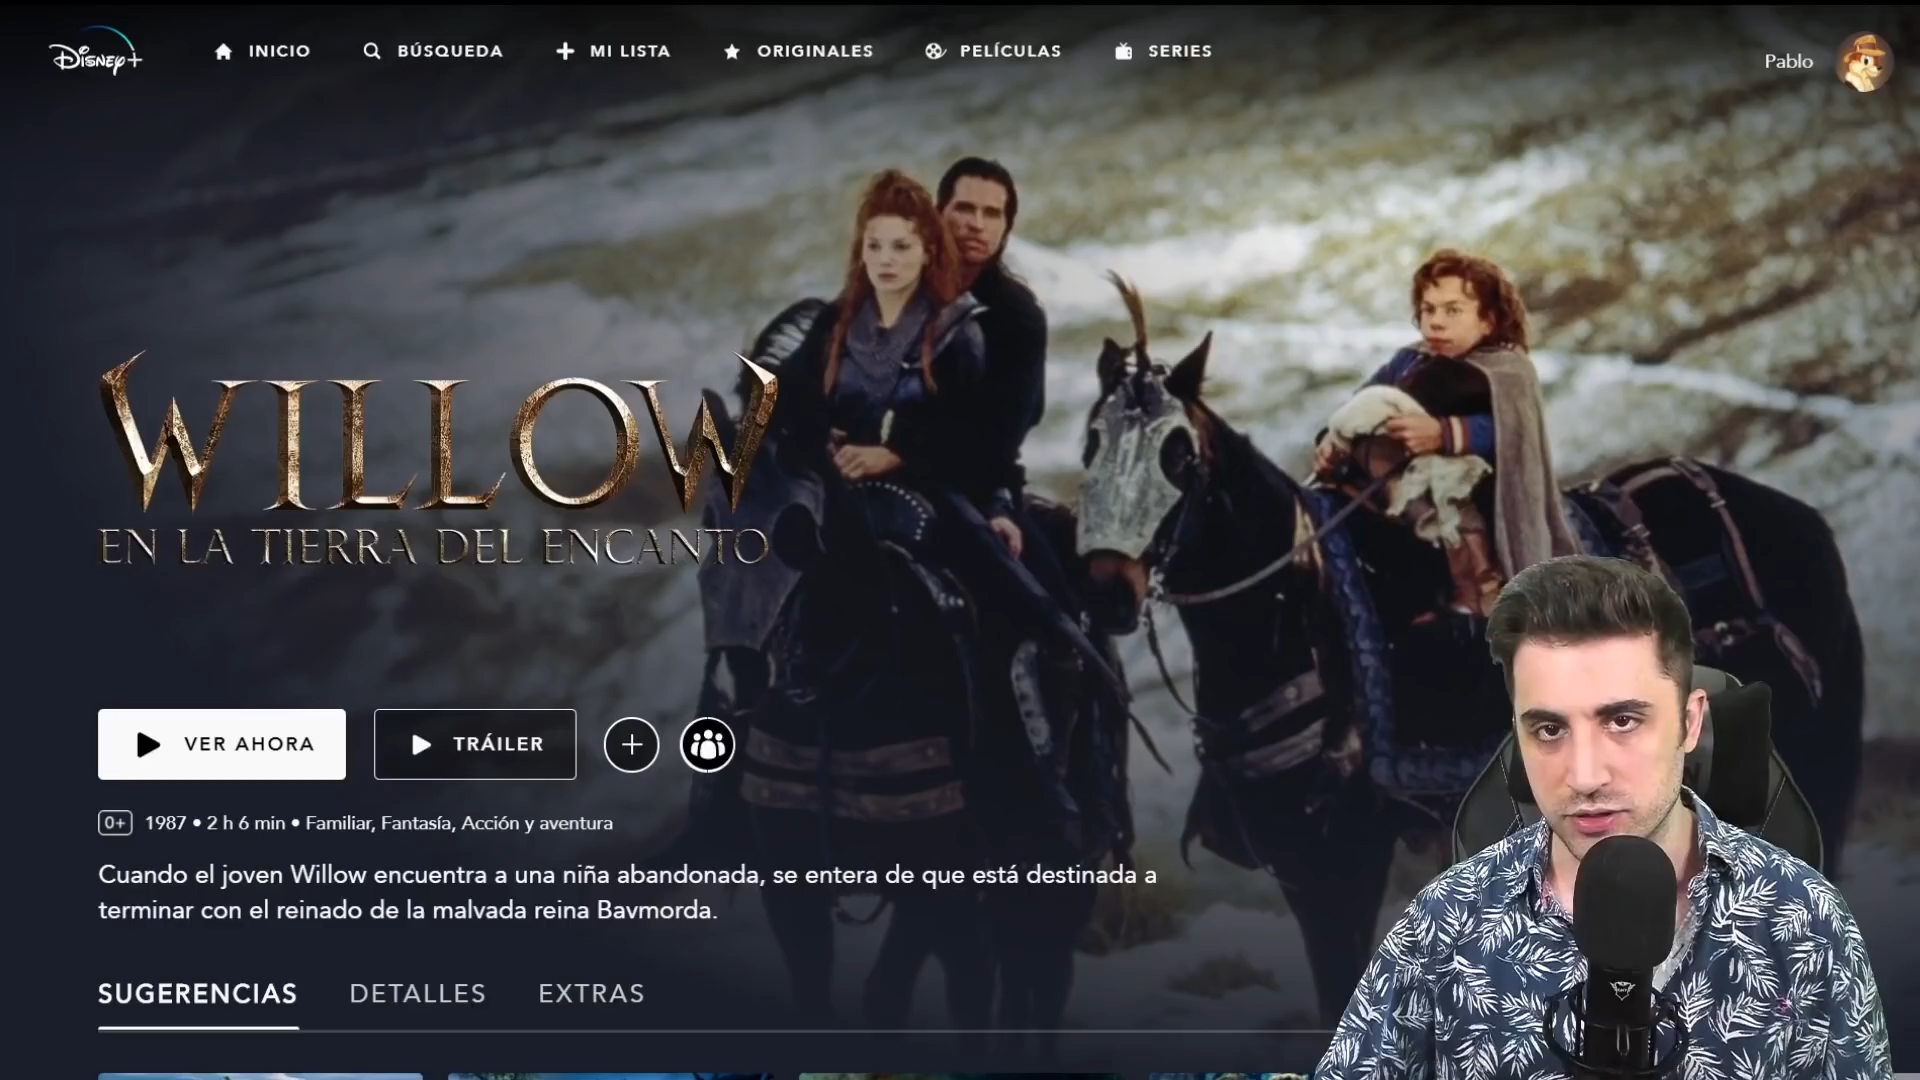 Disney+
INICIO
BÚSQUEDA
MI LISTA
ORIGINALES
PELÍCULAS
SERIES
Pablo
WILLOW
EN LA TIERRA DEL ENCANTO
VER AHORA
TRÁILER
0+ 1987 • 2 h 6 min • Familiar, Fantasía, Acción y aventura
Cuando el joven Willow encuentra a una niña abandonada, se entera de que está destinada a
terminar con el reinado de la malvada reina Bavmorda.
SUGERENCIAS
DETALLES
EXTRAS